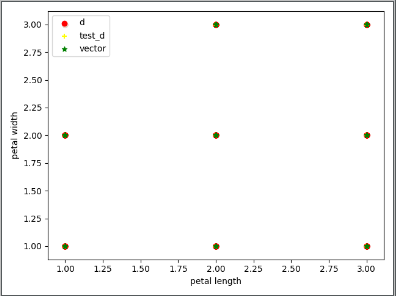 3.00
2.75
2.50
2.25
2.00
1.75
1.50
1.25
1.00
petal width
d
test_d
vector
1.00 1.25 1.50 1.75 2.00 2.25 2.50 2.75 3.00
petal length